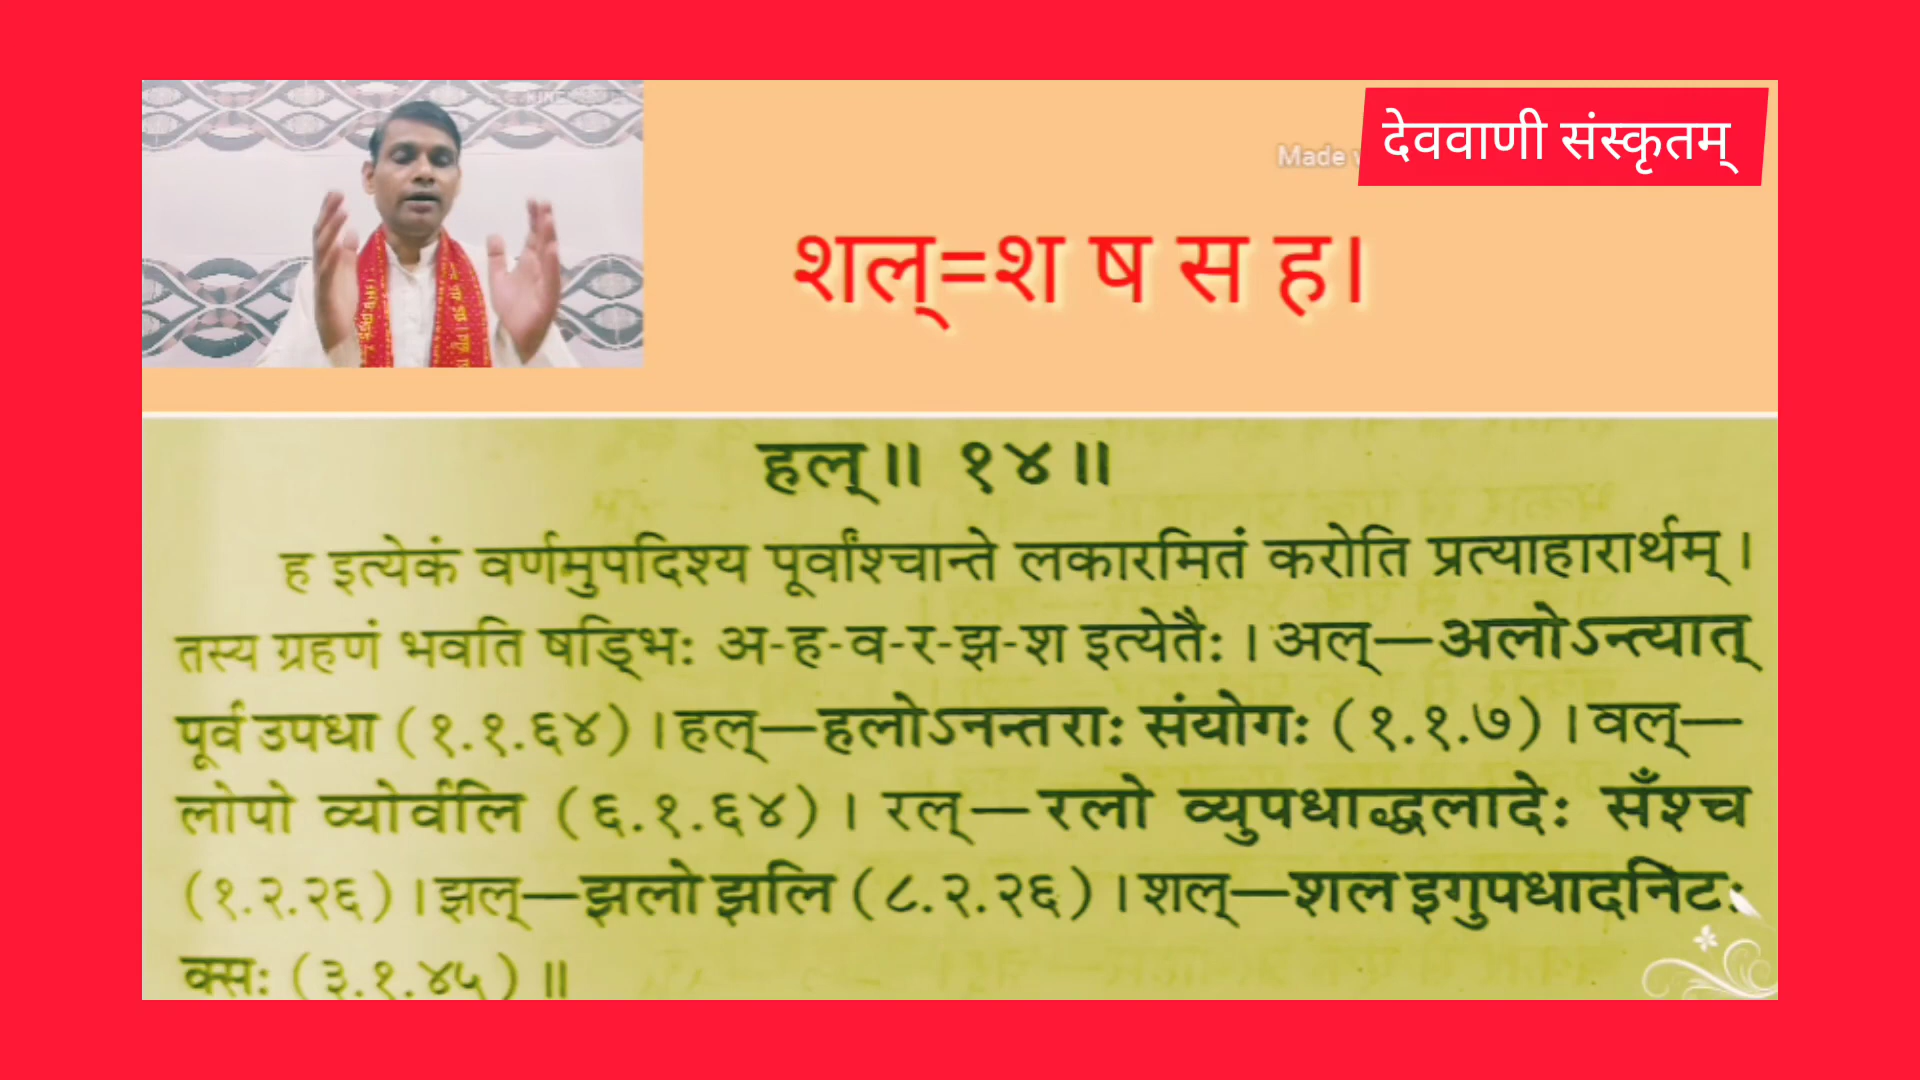 देववाणी संस्कृतम्
Made
शल्=श ष स ह।
हल् ॥ १४ ॥
ह इत्येकं वर्णमुपदिश्य पूर्वांश्चान्ते लकारमितं करोति प्रत्याहारार्थम् ।
तस्य ग्रहणं भवति षड्भिः अ-ह-व-र-झ-श इत्येतैः । अल्—अलोऽन्त्यात्
पूर्व उपधा (१.१.६४) । हल्—हलोऽनन्तराः संयोगः (१.१.७) । वल्—
लोपो व्योर्वलि (६.१.६४) । रल्—रलो व्युपधाद्धलादेः सँश्च
(१.२.२६) । झल्—झलो झलि (८.२.२६) । शल्—शल इगुपधादनिटः
क्सः (३.१.४५) ॥